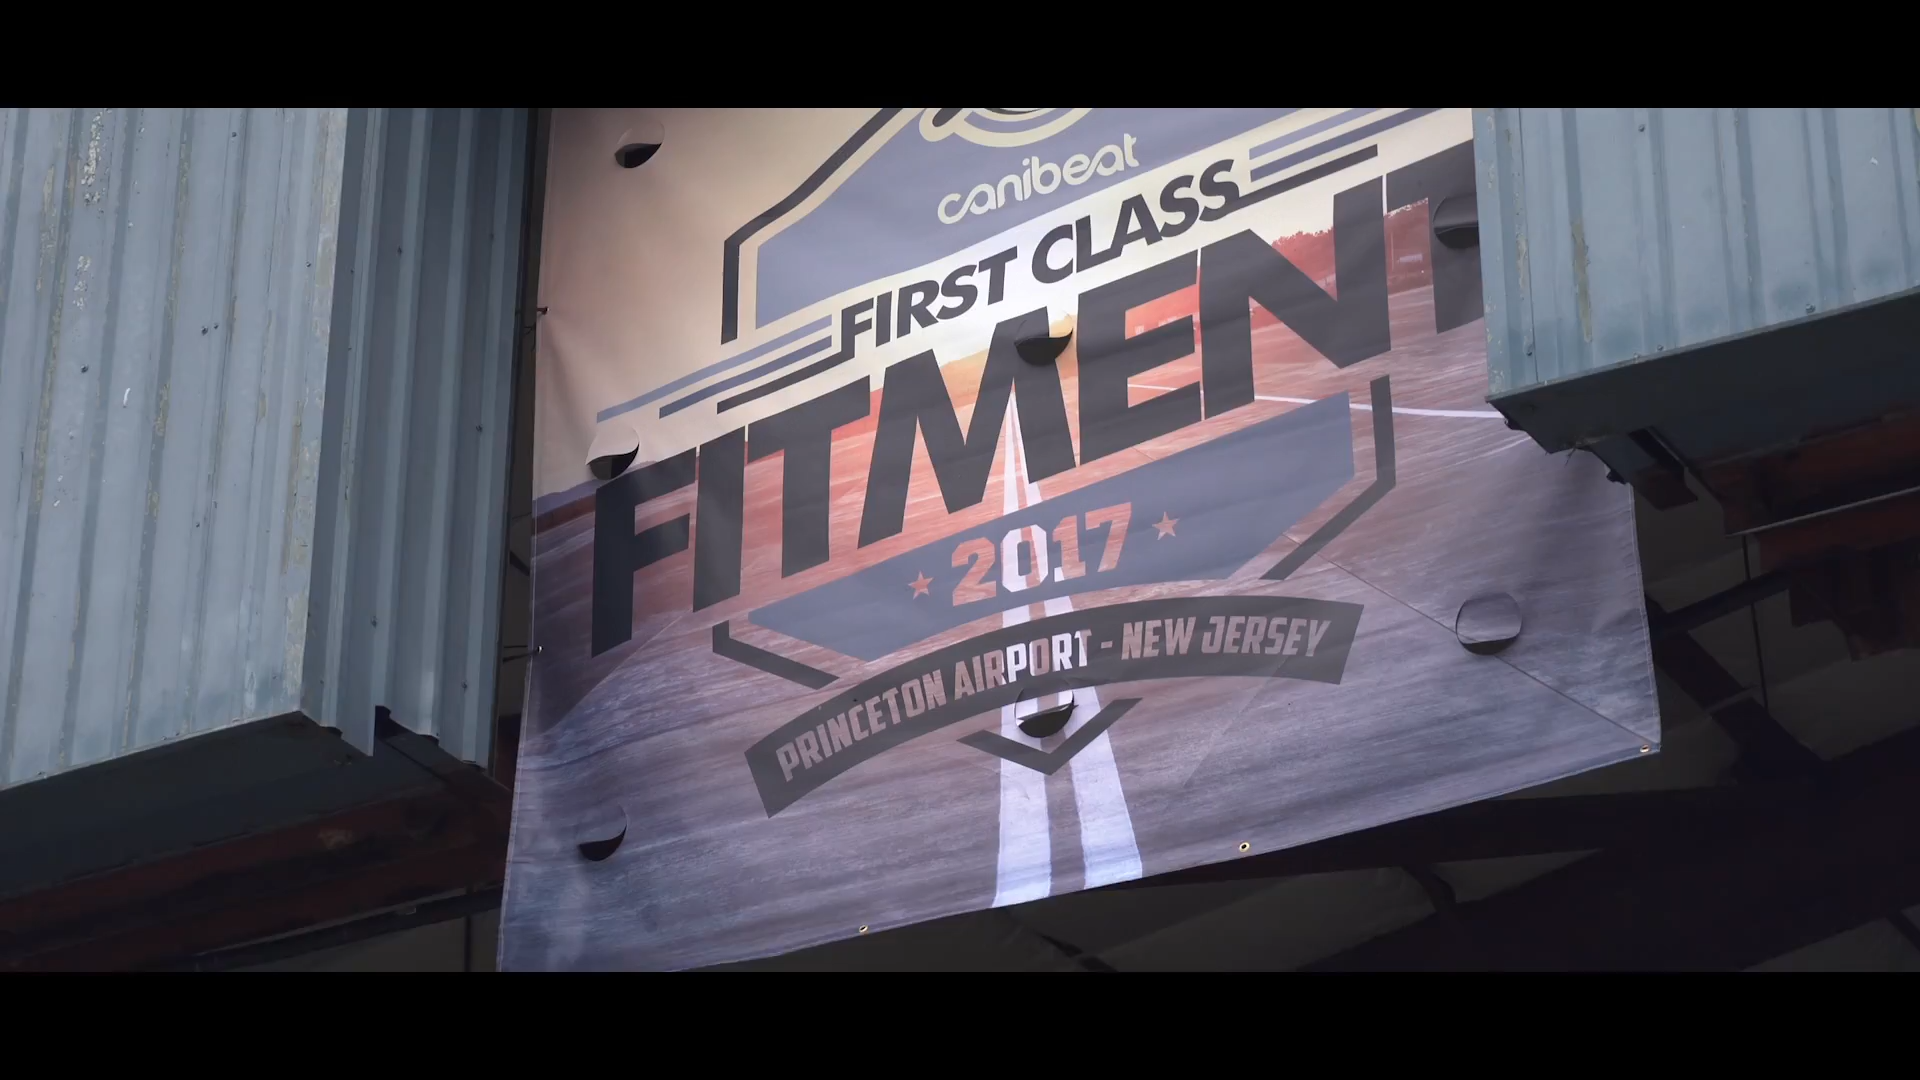 canibeat
FIRST CLASS
FITMENT
2017
PRINCETON AIRPORT - NEW JERSEY